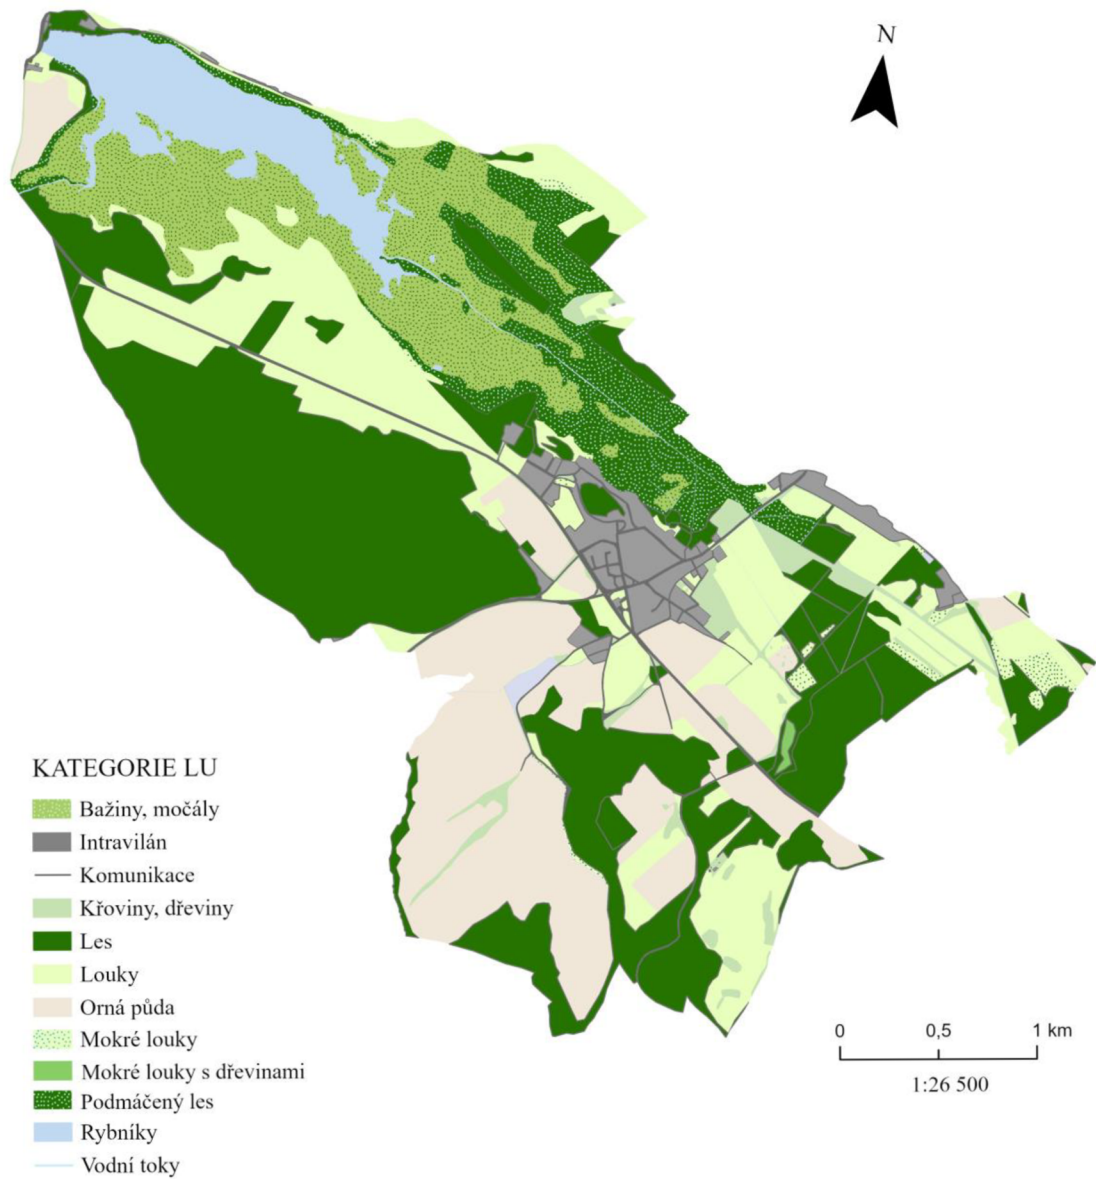 N
KATEGORIE LU
Bažiny, močály
Intravilán
Komunikace
Křoviny, dřeviny
Les
Louky
Orná půda
Mokré louky
Mokré louky s dřevinami
Podmáčený les
Rybníky
Vodní toky
0 0,5 1 km
1:26 500